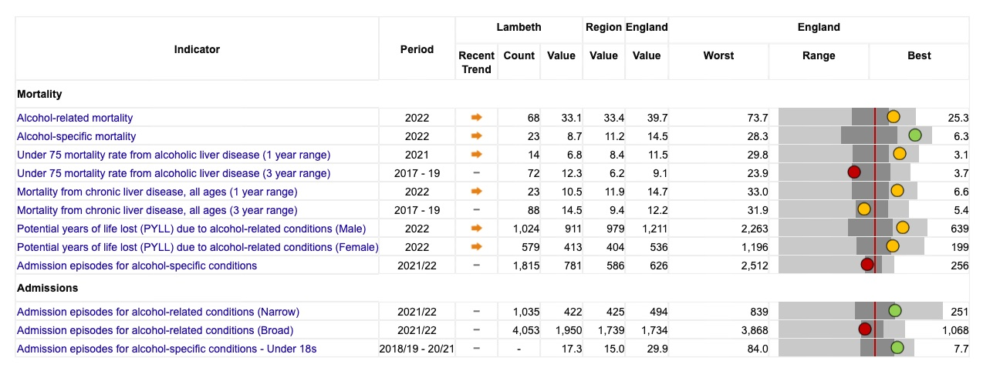 Indicator Period Lambeth Region England England
Recent Trend Count Value Value Value Worst Range Best
Mortality
Alcohol-related mortality 2022 68 33.1 33.4 39.7 73.7 25.3
Alcohol-specific mortality 2022 23 8.7 11.2 14.5 28.3 6.3
Under 75 mortality rate from alcoholic liver disease (1 year range) 2021 14 6.8 8.4 11.5 29.8 3.1
Under 75 mortality rate from alcoholic liver disease (3 year range) 2017 - 19 – 72 12.3 6.2 9.1 23.9 3.7
Mortality from chronic liver disease, all ages (1 year range) 2022 23 10.5 11.9 14.7 33.0 6.6
Mortality from chronic liver disease, all ages (3 year range) 2017 - 19 – 88 14.5 9.4 12.2 31.9 5.4
Potential years of life lost (PYLL) due to alcohol-related conditions (Male) 2022 1,024 911 979 1,211 2,263 639
Potential years of life lost (PYLL) due to alcohol-related conditions (Female) 2022 579 413 404 536 1,196 199
Admission episodes for alcohol-specific conditions 2021/22 – 1,815 781 586 626 2,512 256
Admissions
Admission episodes for alcohol-related conditions (Narrow) 2021/22 – 1,035 422 425 494 839 251
Admission episodes for alcohol-related conditions (Broad) 2021/22 – 4,053 1,950 1,739 1,734 3,868 1,068
Admission episodes for alcohol-specific conditions - Under 18s 2018/19 - 20/21 – - 17.3 15.0 29.9 84.0 7.7